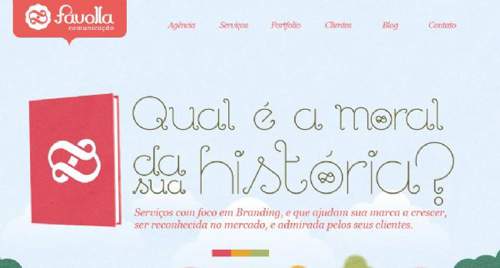 favolla
comunicação
Agência Serviços Portfolio Clientes Blog Contato
Qual é a moral
da sua história?
Serviços com foco em Branding, e que ajudam sua marca a crescer,
ser reconhecida no mercado, e admirada pelos seus clientes.